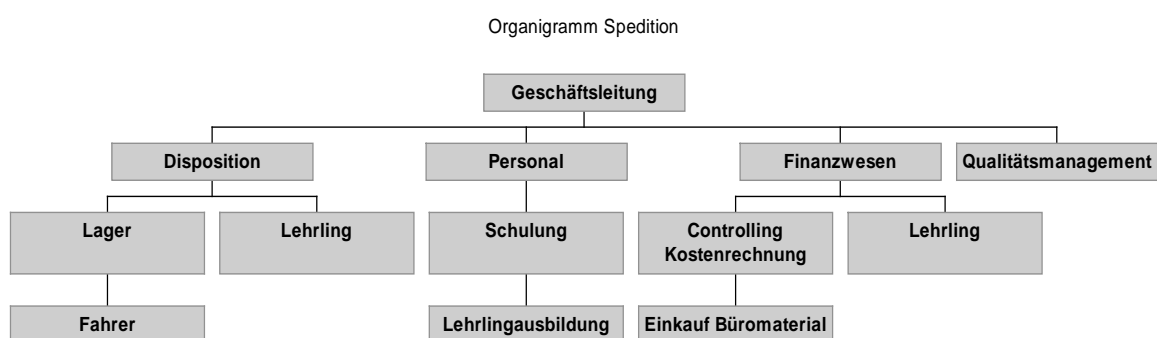 Organigramm Spedition
Geschäftsleitung
Disposition
Personal
Finanzwesen
Qualitätsmanagement
Lager
Lehrling
Schulung
Controlling
Kostenrechnung
Lehrling
Fahrer
Lehrlingausbildung
Einkauf Büromaterial